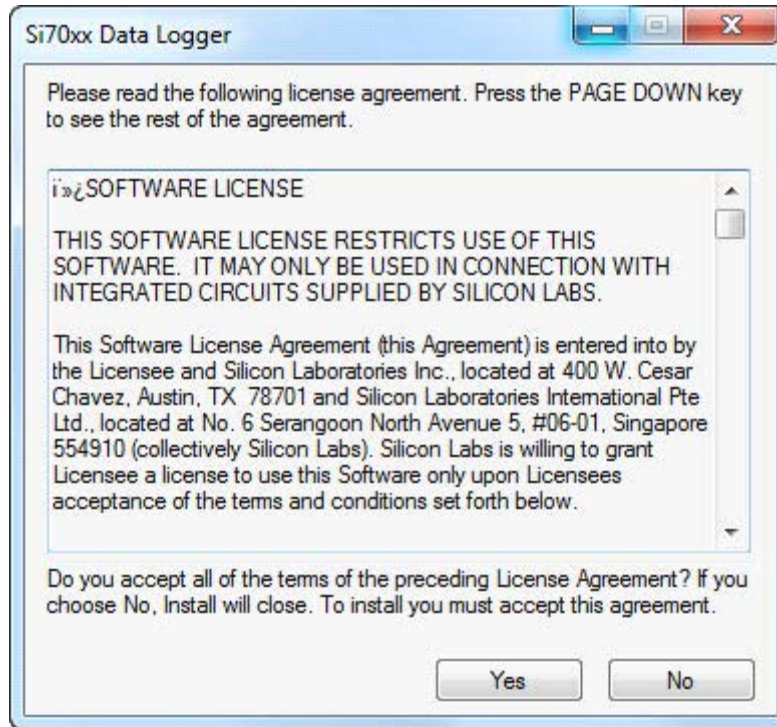 Si70xx Data Logger
Please read the following license agreement. Press the PAGE DOWN key
to see the rest of the agreement.
ï»¿SOFTWARE LICENSE
THIS SOFTWARE LICENSE RESTRICTS USE OF THIS
SOFTWARE.  IT MAY ONLY BE USED IN CONNECTION WITH
INTEGRATED CIRCUITS SUPPLIED BY SILICON LABS.
This Software License Agreement (this Agreement) is entered into by
the Licensee and Silicon Laboratories Inc., located at 400 W. Cesar
Chavez, Austin, TX  78701 and Silicon Laboratories International Pte
Ltd., located at No. 6 Serangoon North Avenue 5, #06-01, Singapore
554910 (collectively Silicon Labs). Silicon Labs is willing to grant
Licensee a license to use this Software only upon Licensees
acceptance of the terms and conditions set forth below.
Do you accept all of the terms of the preceding License Agreement? If you
choose No, Install will close. To install you must accept this agreement.
Yes
No